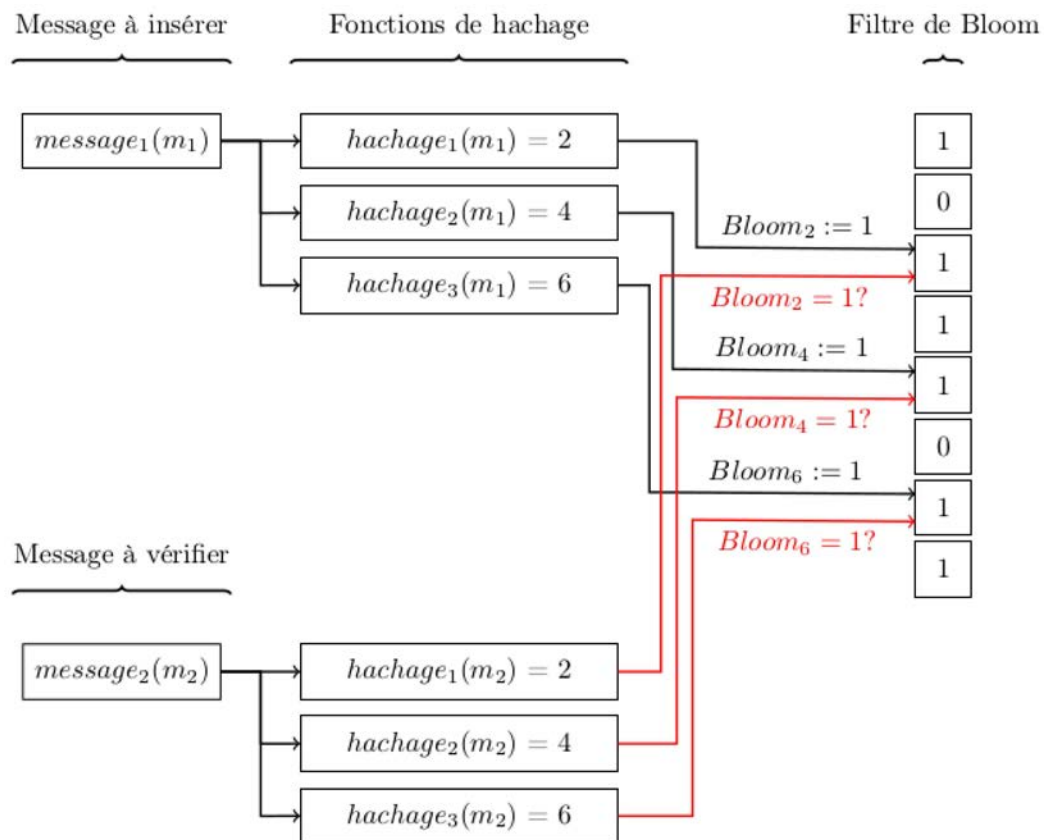 Message à insérer
Fonctions de hachage
Filtre de Bloom
message₁(m₁)
hachage₁(m₁) = 2
hachage₂(m₁) = 4
hachage₃(m₁) = 6
Bloom₂ := 1
Bloom₂ = 1?
Bloom₄ := 1
Bloom₄ = 1?
Bloom₆ := 1
Bloom₆ = 1?
1
0
1
1
1
0
1
1
Message à vérifier
message₂(m₂)
hachage₁(m₂) = 2
hachage₂(m₂) = 4
hachage₃(m₂) = 6